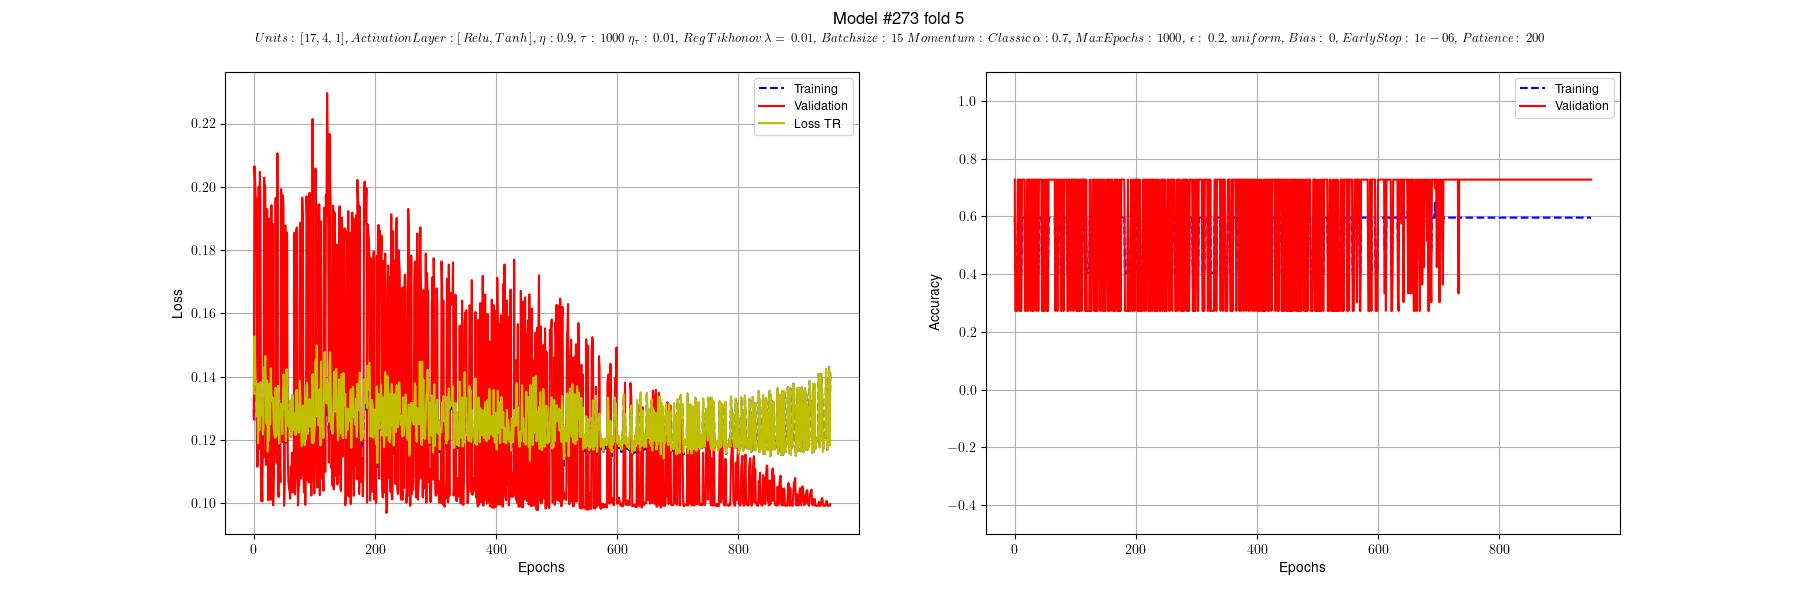 Model #273 fold 5
Units : [17, 4, 1], ActivationLayer : [Relu, Tanh], η : 0.9, τ : 1000 ητ : 0.01, RegTikhonov λ = 0.01, Batchsize : 15 Momentum : Classic α : 0.7, MaxEpochs : 1000, ϵ : 0.2, uniform, Bias : 0, EarlyStop : 1e − 06, Patience : 200
Loss
0.22
0.20
0.18
0.16
0.14
0.12
0.10
0
200
400
600
800
Epochs
Training
Validation
Loss TR
Accuracy
1.0
0.8
0.6
0.4
0.2
0.0
−0.2
−0.4
0
200
400
600
800
Epochs
Training
Validation